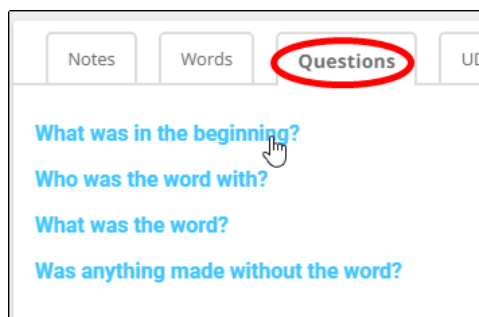 Notes Words Questions UD
What was in the beginning?
Who was the word with?
What was the word?
Was anything made without the word?